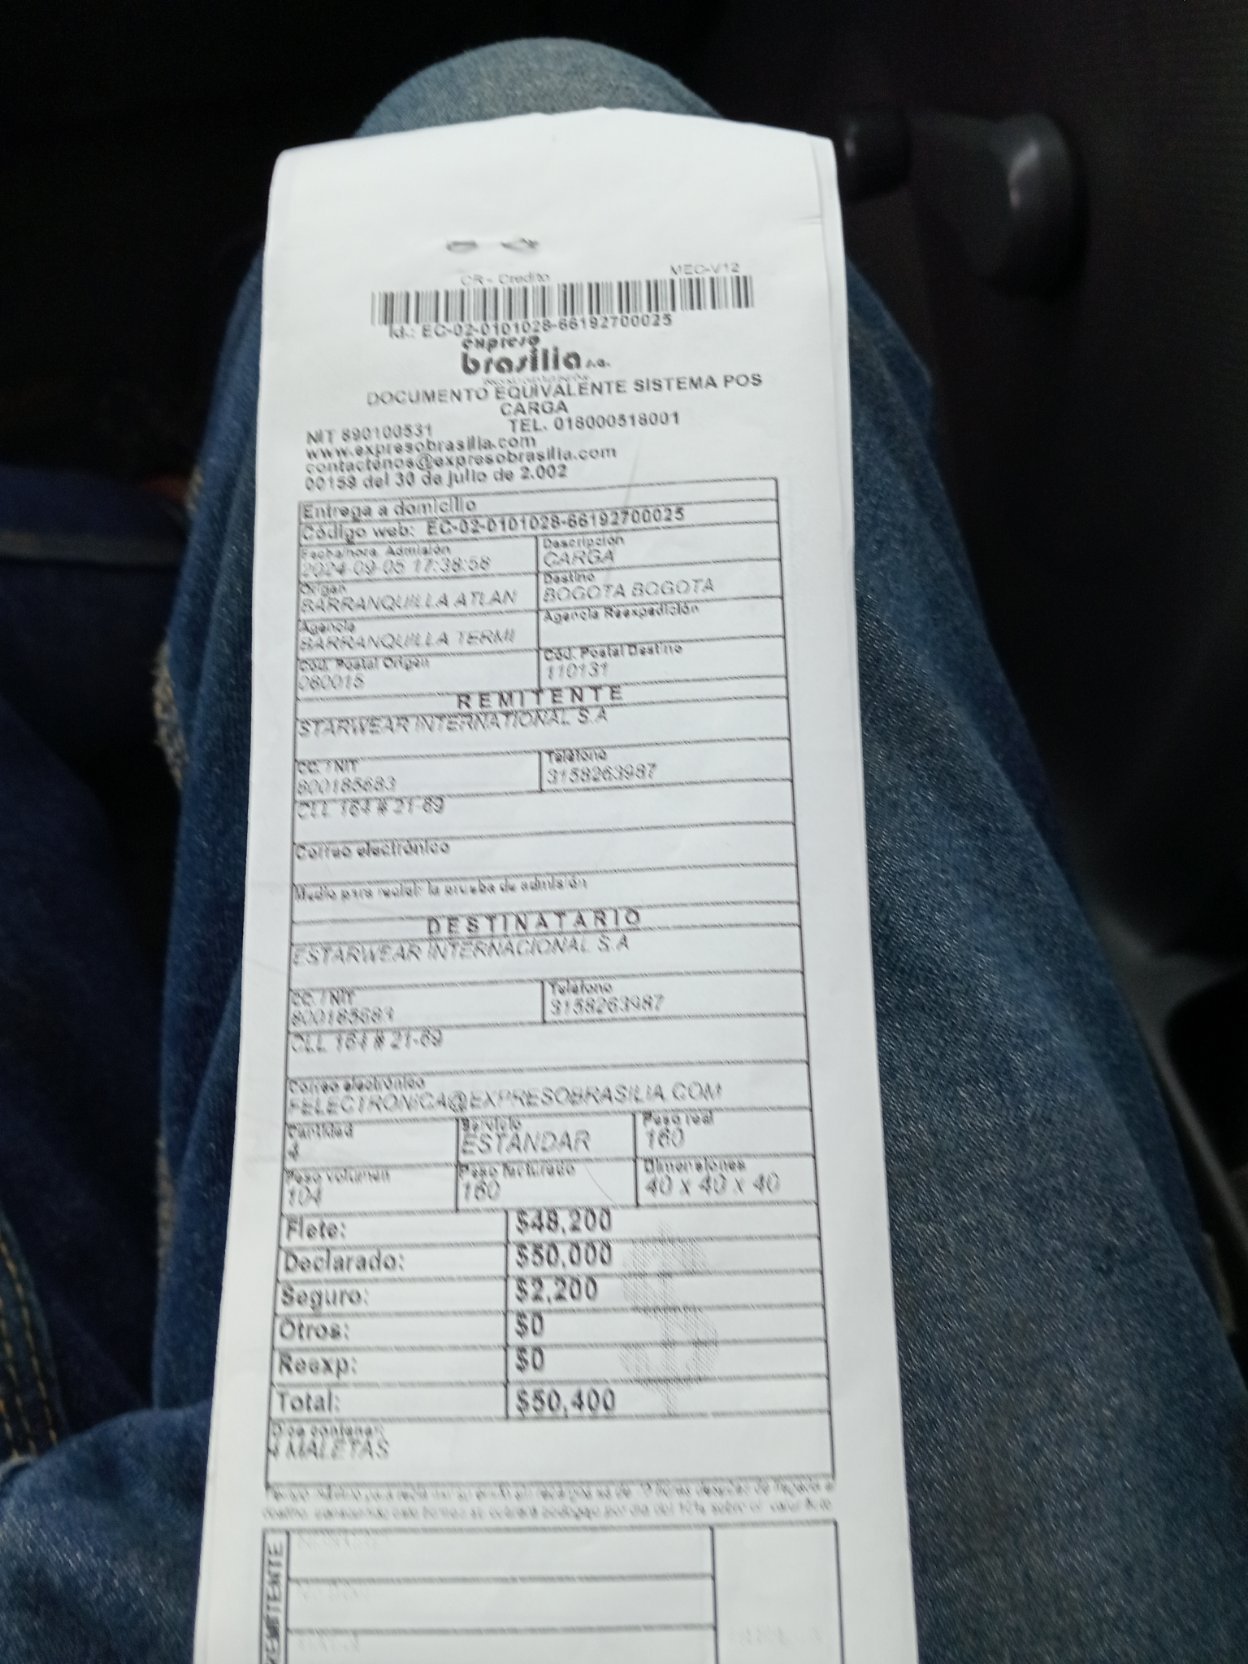 CR - Credito MEC-V12
Id.: EC-02-0101028-66192700025
expreso
brasilia s.a.
DOCUMENTO EQUIVALENTE SISTEMA POS
CARGA
NIT 890100531 TEL. 018000518001
www.expresobrasilia.com
contactenos@expresobrasilia.com
00159 del 30 de julio de 2.002
Entrega a domicilio
Código web: EC-02-0101028-66192700025
Fecha/hora. Admisión Descripción
2024-09-05 17:38:58 CARGA
Origen Destino
BARRANQUILLA ATLAN BOGOTA BOGOTA
Agencia Agencia Reexpedición
BARRANQUILLA TERMI
Cod. Postal Origen Cod. Postal Destino
080015 110131
REMITENTE
STARWEAR INTERNATIONAL S.A
CC. / NIT Teléfono
800185683 3158263987
CLL 164 # 21-69
Correo electrónico
Medio para recibir la prueba de admisión
DESTINATARIO
ESTARWEAR INTERNACIONAL S.A
CC. / NIT Teléfono
800185683 3158263987
CLL 164 # 21-69
Correo electrónico
FELECTRONICA@EXPRESOBRASILIA.COM
Cantidad Servicio Peso real
4 ESTANDAR 160
Peso volumen Peso facturado Dimensiones
104 160 40 x 40 x 40
Flete: $48,200
Declarado: $50,000
Seguro: $2,200
Otros: $0
Reexp: $0
Total: $50,400
Dice contener:
4 MALETAS
REMITENTE